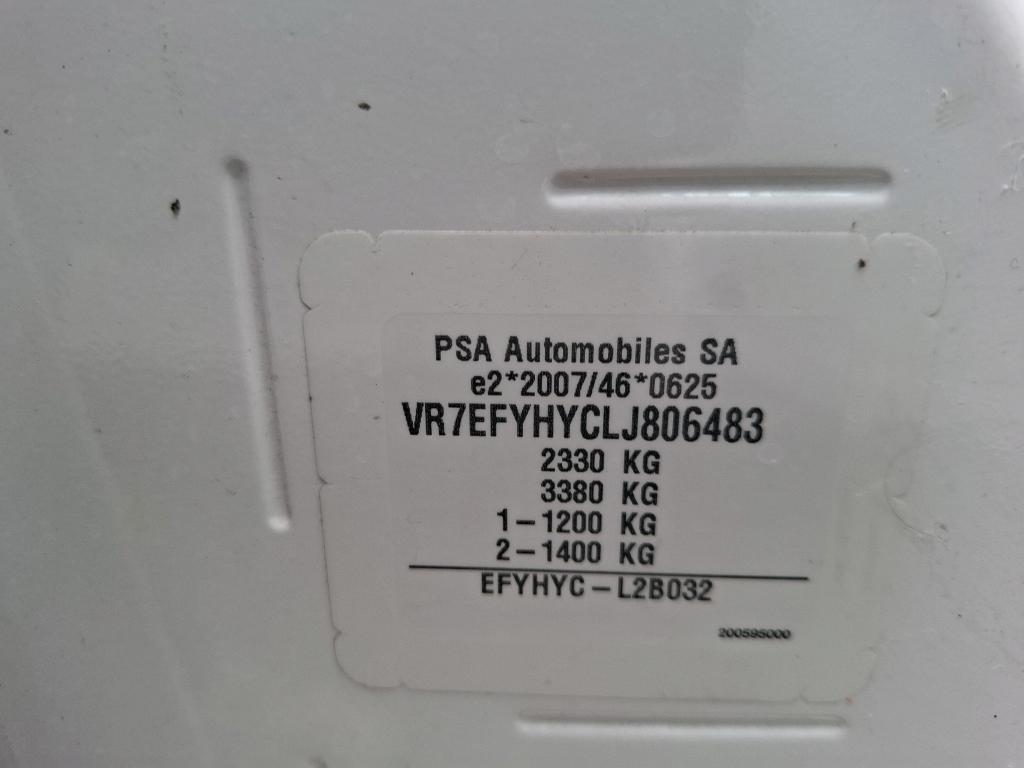 PSA Automobiles SA
e2*2007/46*0625
VR7EFYHYCLJ806483
2330 KG
3380 KG
1-1200 KG
2-1400 KG
EFYHYC-L2B032
200595000